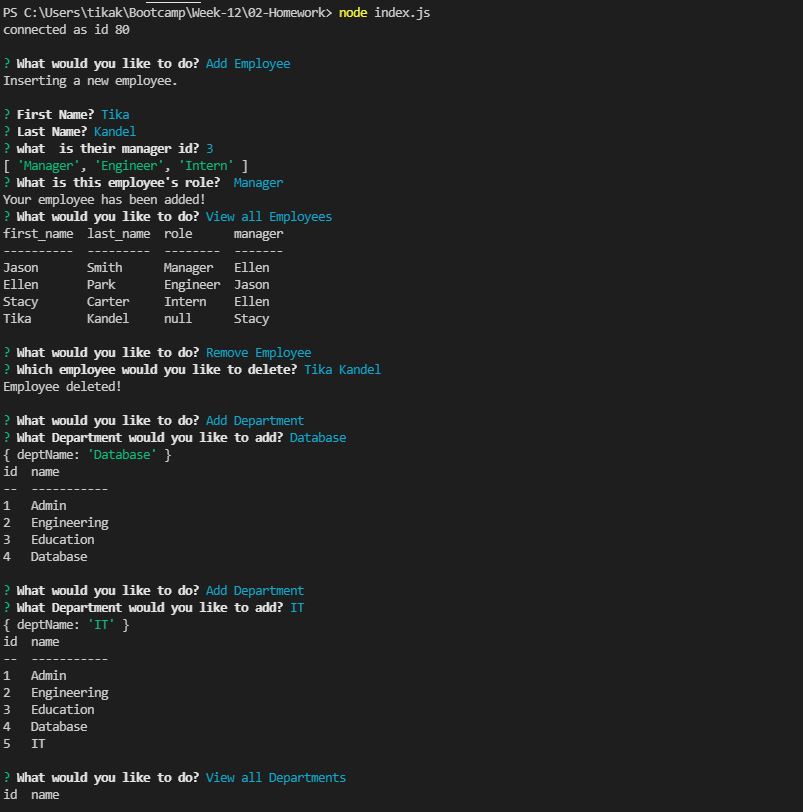 PS C:\Users\tikak\Bootcamp\Week-12\02-Homework> node index.js
connected as id 80
? What would you like to do? Add Employee
Inserting a new employee.
? First Name? Tika
? Last Name? Kandel
? what  is their manager id? 3
[ 'Manager', 'Engineer', 'Intern' ]
? What is this employee's role?  Manager
Your employee has been added!
? What would you like to do? View all Employees
first_name  last_name  role      manager
----------  ---------  --------  -------
Jason       Smith      Manager   Ellen
Ellen       Park       Engineer  Jason
Stacy       Carter     Intern    Ellen
Tika        Kandel     null      Stacy
? What would you like to do? Remove Employee
? Which employee would you like to delete? Tika Kandel
Employee deleted!
? What would you like to do? Add Department
? What Department would you like to add? Database
{ deptName: 'Database' }
id  name
--  -----------
1   Admin
2   Engineering
3   Education
4   Database
? What would you like to do? Add Department
? What Department would you like to add? IT
{ deptName: 'IT' }
id  name
--  -----------
1   Admin
2   Engineering
3   Education
4   Database
5   IT
? What would you like to do? View all Departments
id  name